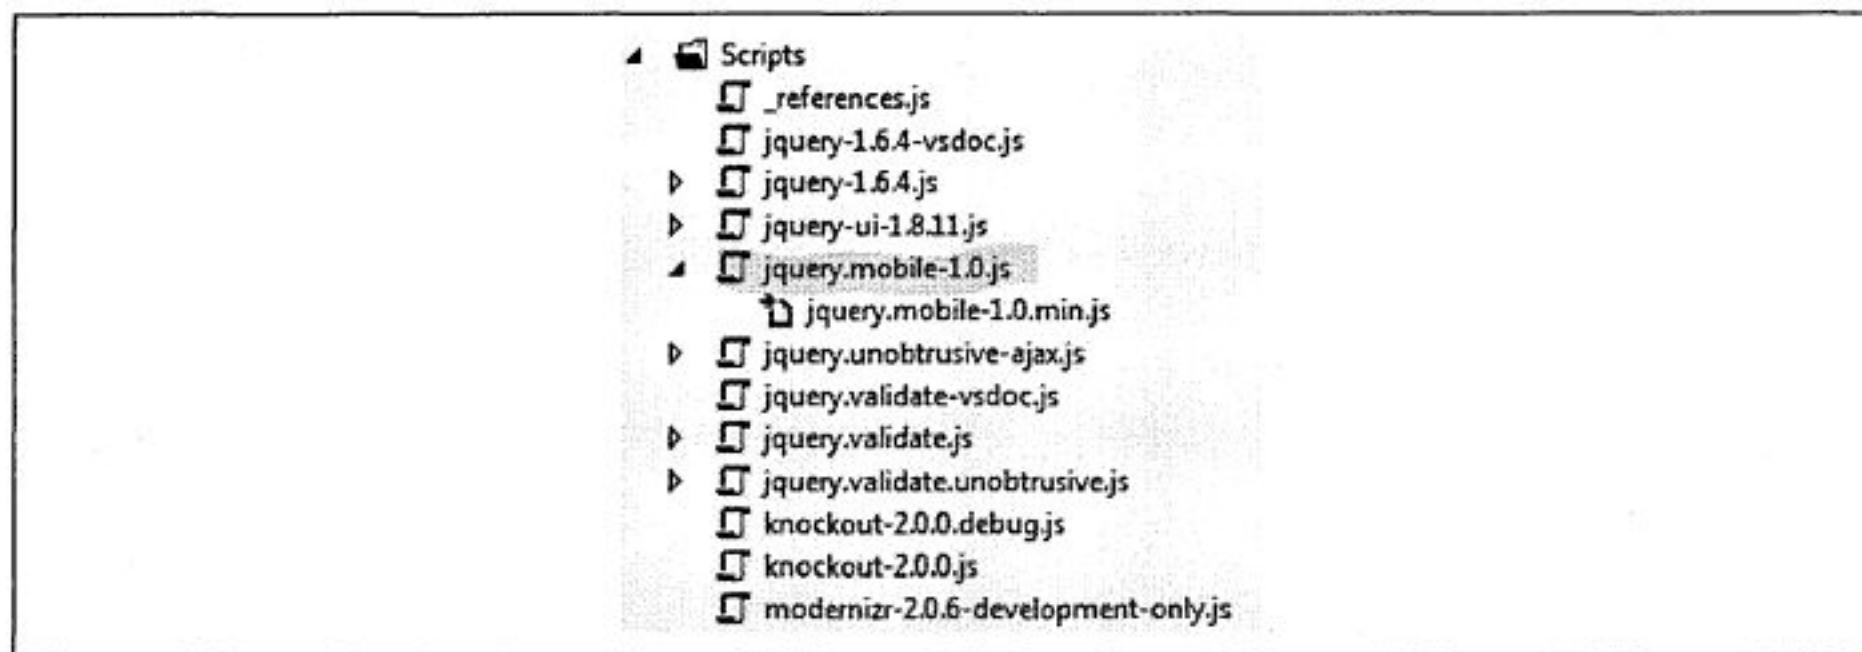 Scripts
_references.js
jquery-1.6.4-vsdoc.js
jquery-1.6.4.js
jquery-ui-1.8.11.js
jquery.mobile-1.0.js
jquery.mobile-1.0.min.js
jquery.unobtrusive-ajax.js
jquery.validate-vsdoc.js
jquery.validate.js
jquery.validate.unobtrusive.js
knockout-2.0.0.debug.js
knockout-2.0.0.js
modernizr-2.0.6-development-only.js